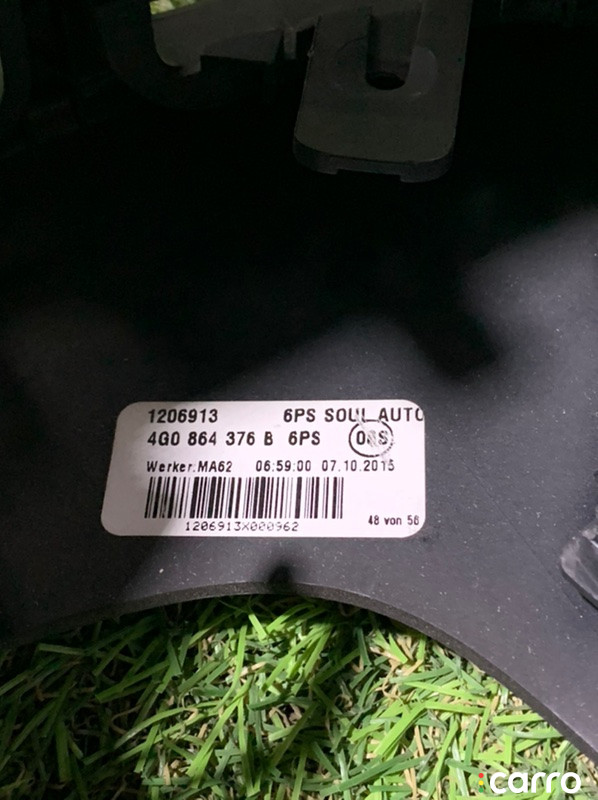 1206913 6PS SOUL AUTO
4G0 864 376 B 6PS
Werker:MA62 06:59:00 07.10.2015
48 von 56
1206913X000962
carro